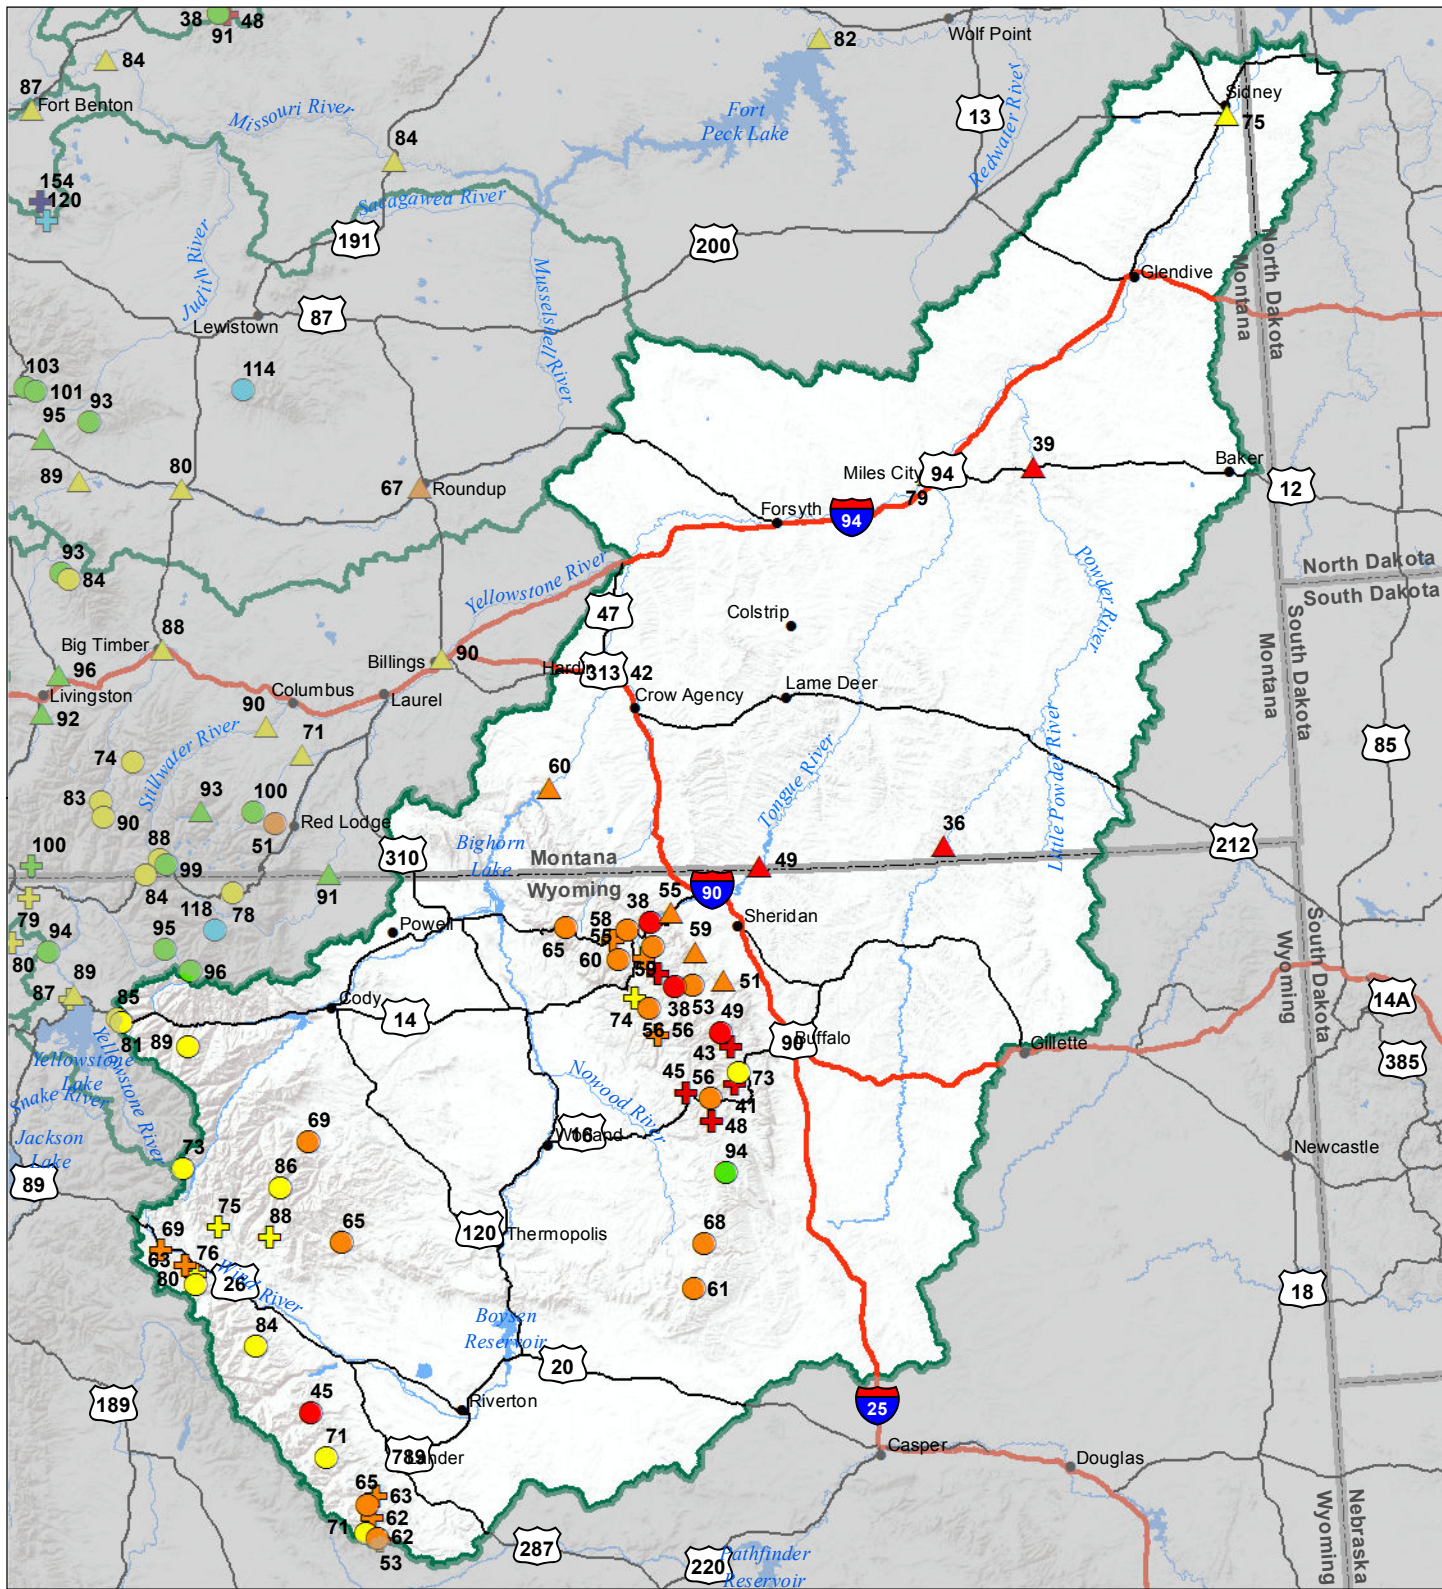 38
48
91
82
Wolf Point
84
87
Fort Benton
Missouri River
Fort
Peck Lake
13
Redwater River
Sidney
75
84
154
120
Sacagawea River
191
200
Judith River
Musselshell River
North Dakota
Montana
Glendive
Lewistown
87
103
101
93
114
95
89
80
67
Roundup
39
Baker
Miles City
94
79
12
Forsyth
94
93
84
Yellowstone River
Powder River
North Dakota
South Dakota
47
Colstrip
South Dakota
Montana
Big Timber
88
Billings
90
Hardin
313
42
96
Livingston
Columbus
Laurel
Crow Agency
Lame Deer
92
90
71
Stillwater River
74
85
60
Tongue River
Little Powder River
83
90
93
100
51
Red Lodge
36
Bighorn
Lake
88
99
100
310
212
Montana
Wyoming
49
84
78
91
90
79
118
Powell
58
38
55
Sheridan
South Dakota
Wyoming
94
95
65
55
59
80
96
60
59
51
89
87
Cody
14
74
38
53
49
14A
85
81
89
56
56
43
90
Buffalo
Gillette
385
Yellowstone
Lake
Yellowstone River
Snake River
Nowood River
45
56
73
41
Jackson
Lake
69
16
Worland
48
Newcastle
89
73
86
94
75
88
65
120
Thermopolis
68
69
63
76
80
26
Wind River
61
18
84
Boysen
Reservoir
20
189
45
Riverton
25
71
789
Lander
Casper
Douglas
65
63
62
71
62
53
287
220
Pathfinder
Reservoir
Nebraska
Wyoming